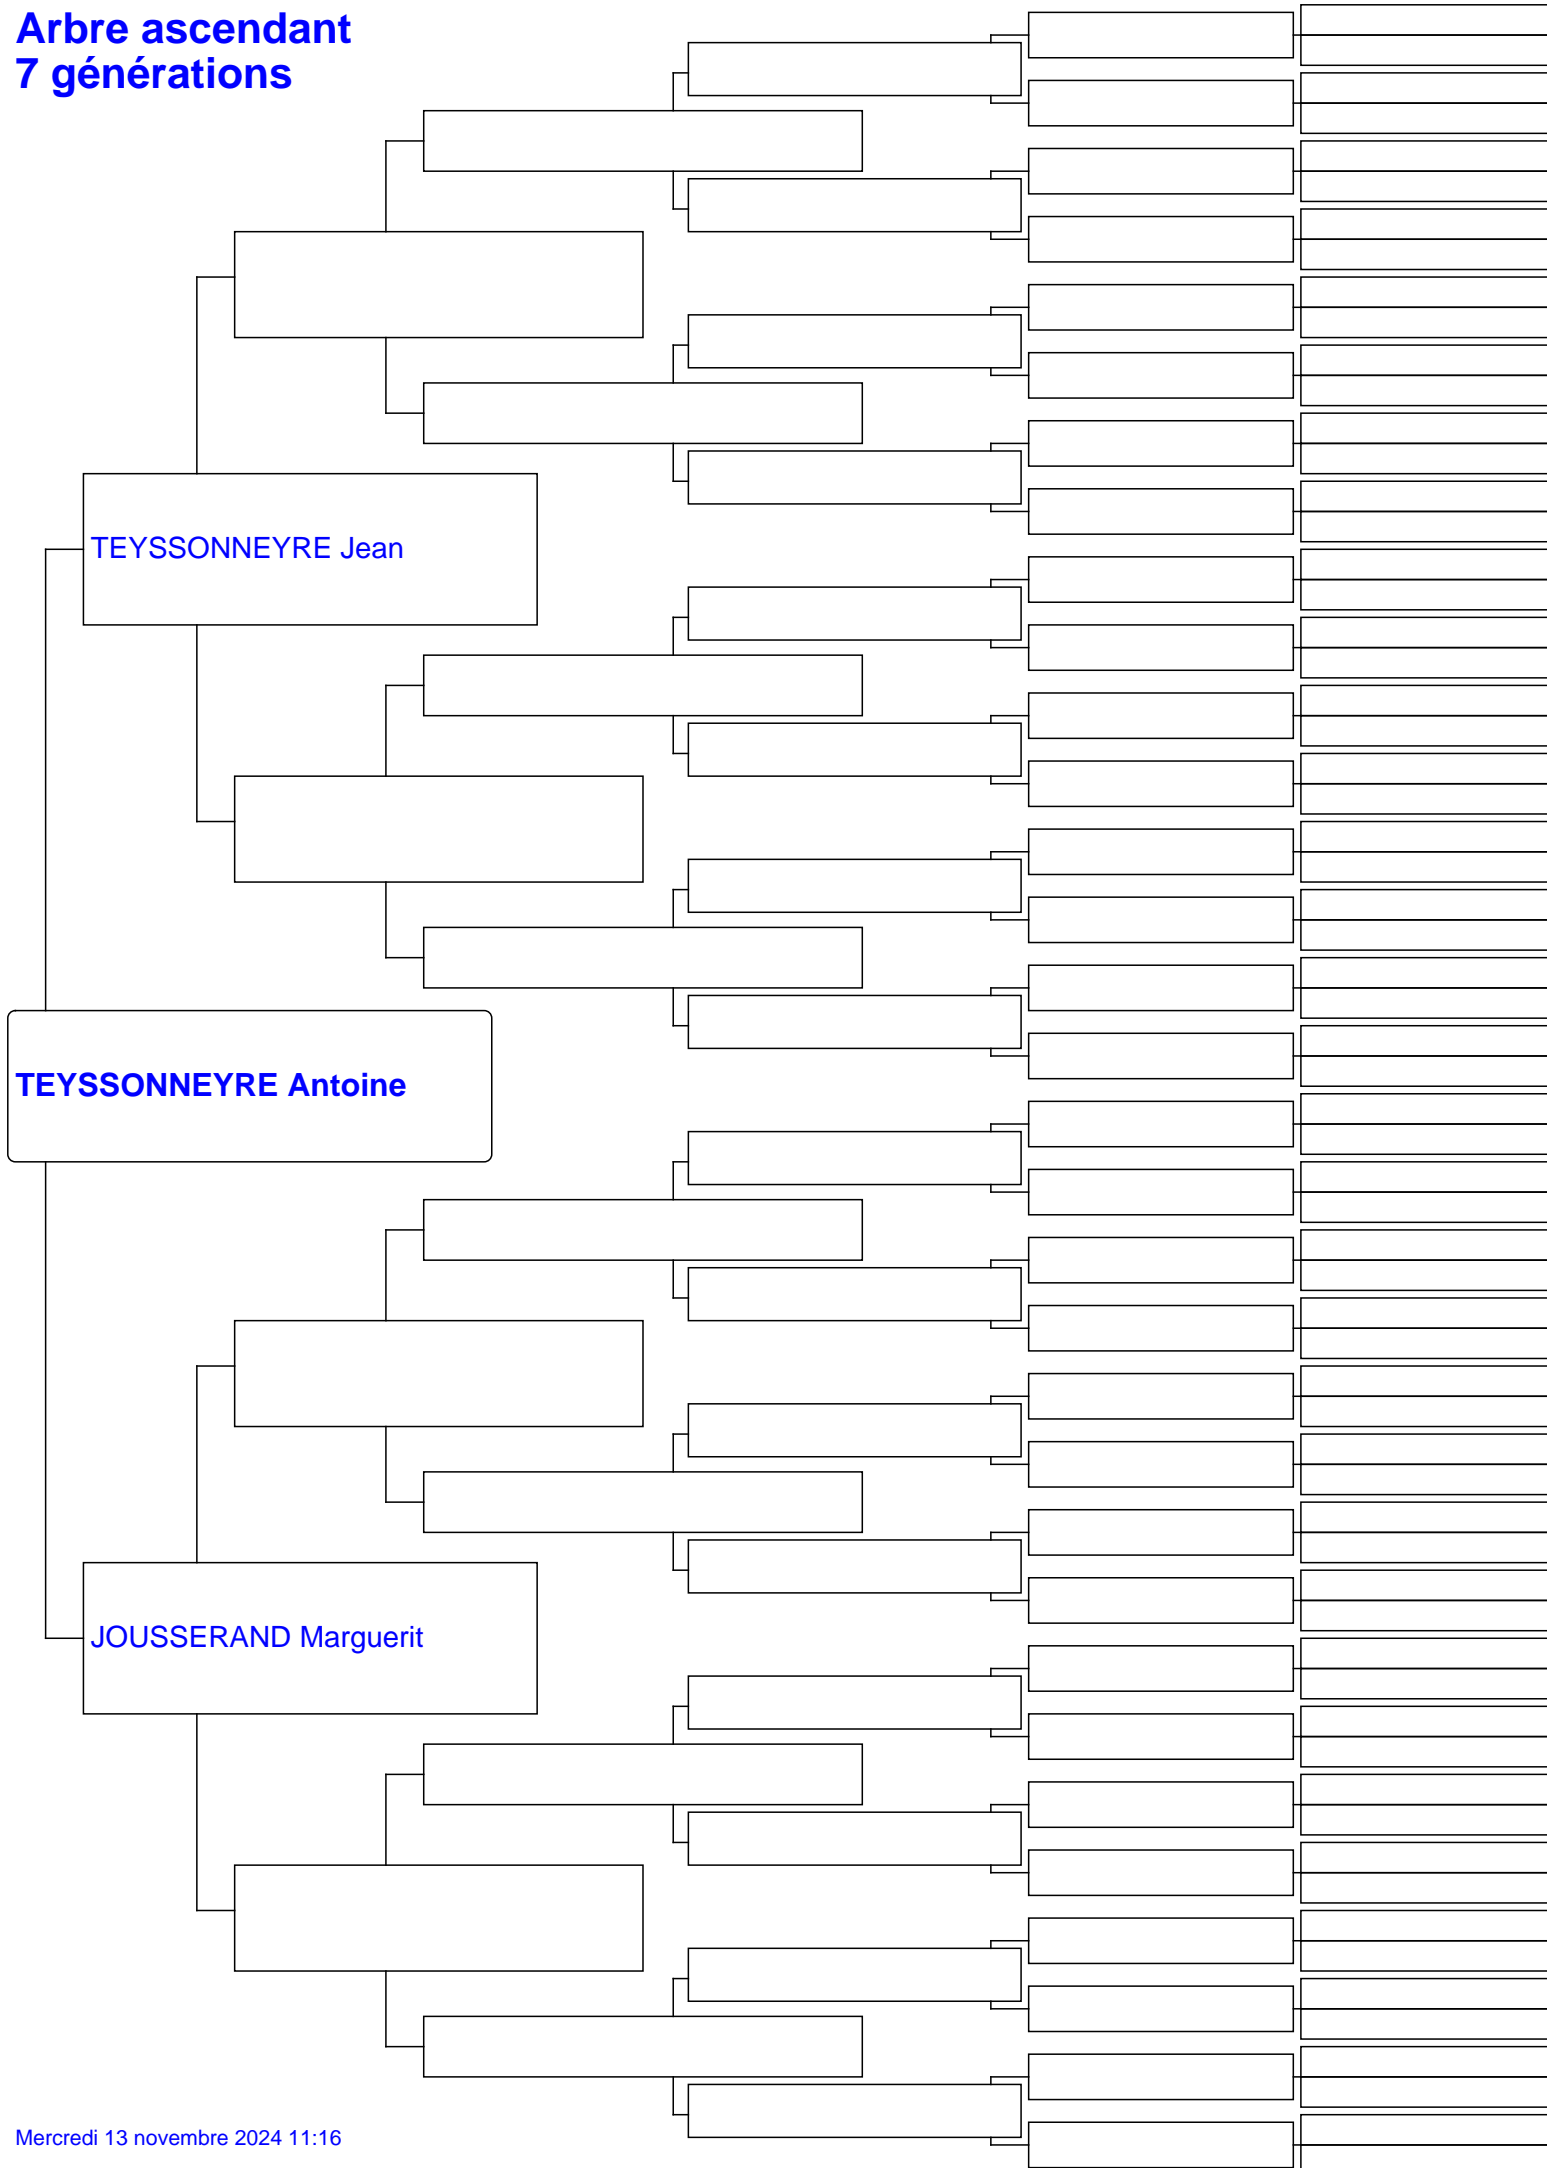 Arbre ascendant
7 générations
TEYSSONNEYRE Jean
TEYSSONNEYRE Antoine
JOUSSERAND Marguerit
Mercredi 13 novembre 2024 11:16